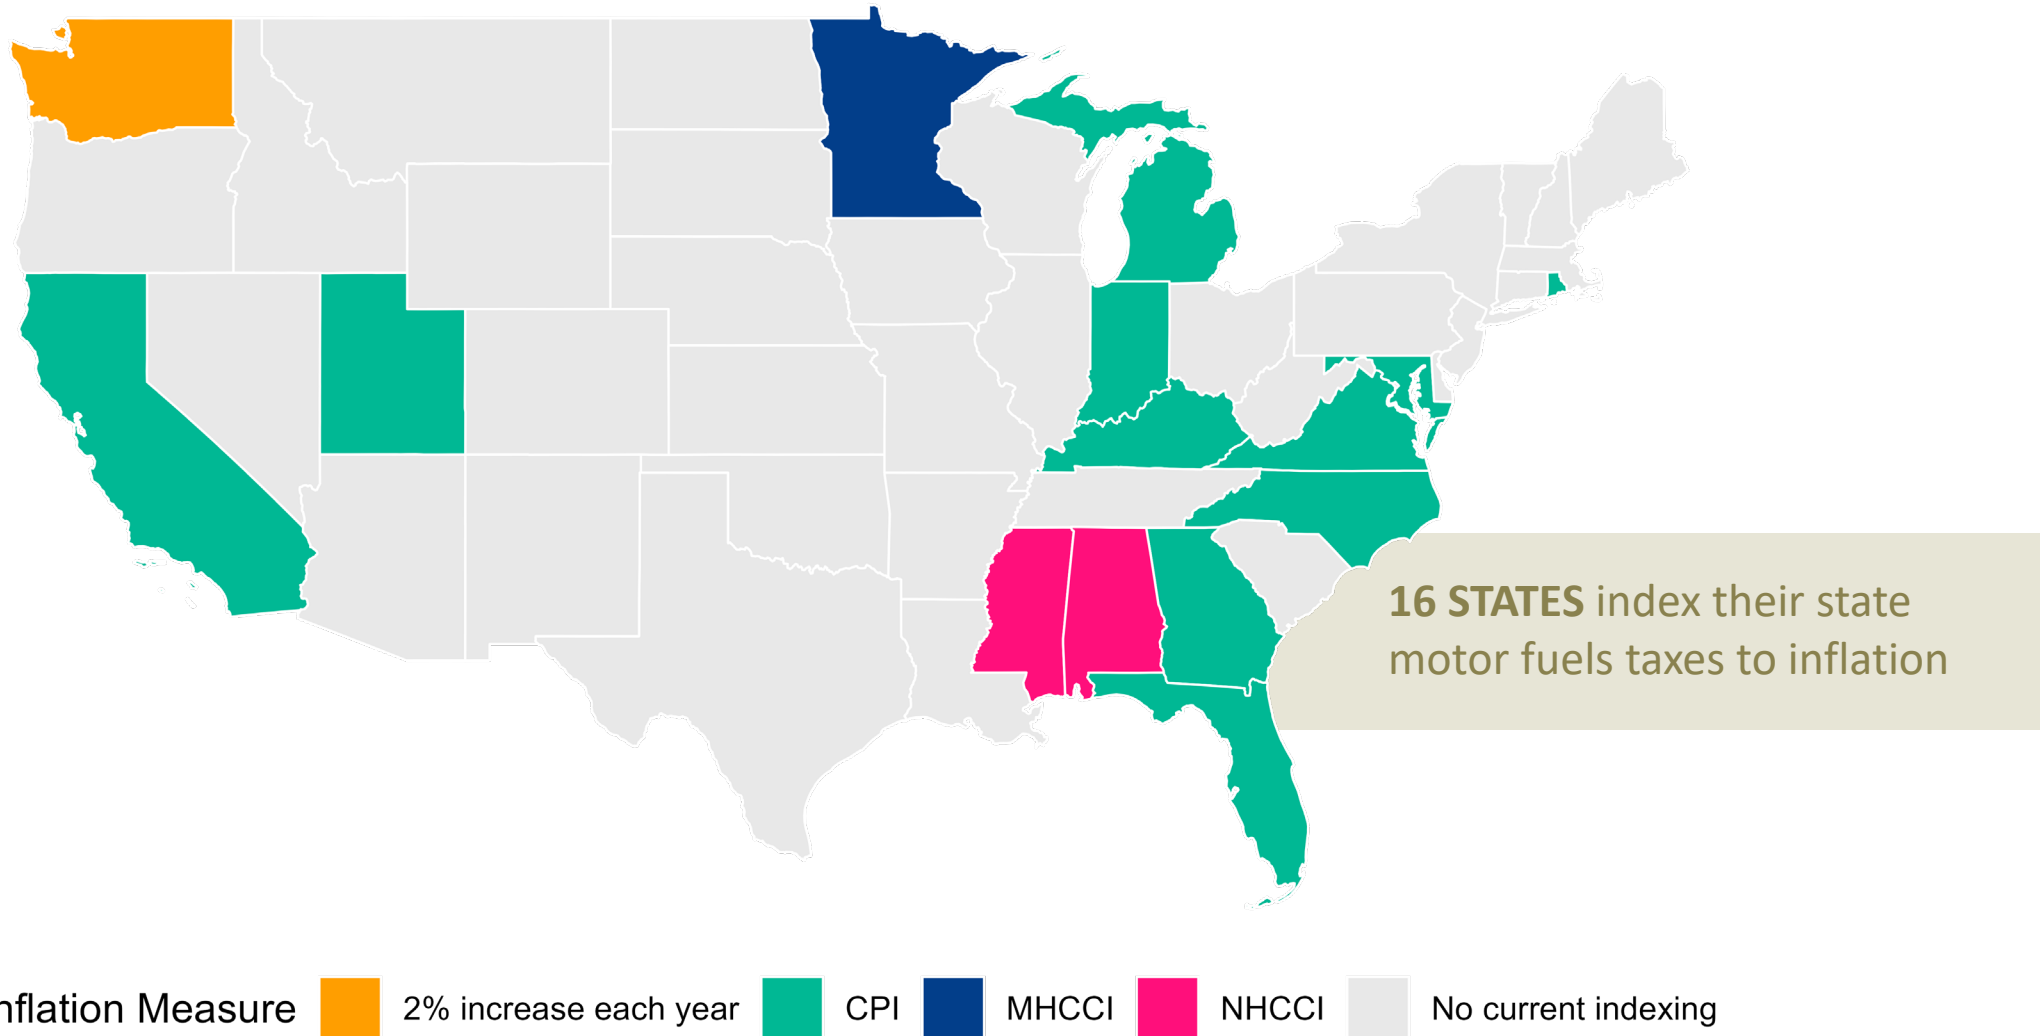 16 STATES index their state
motor fuels taxes to inflation
nflation Measure 2% increase each year CPI MHCCI NHCCI No current indexing